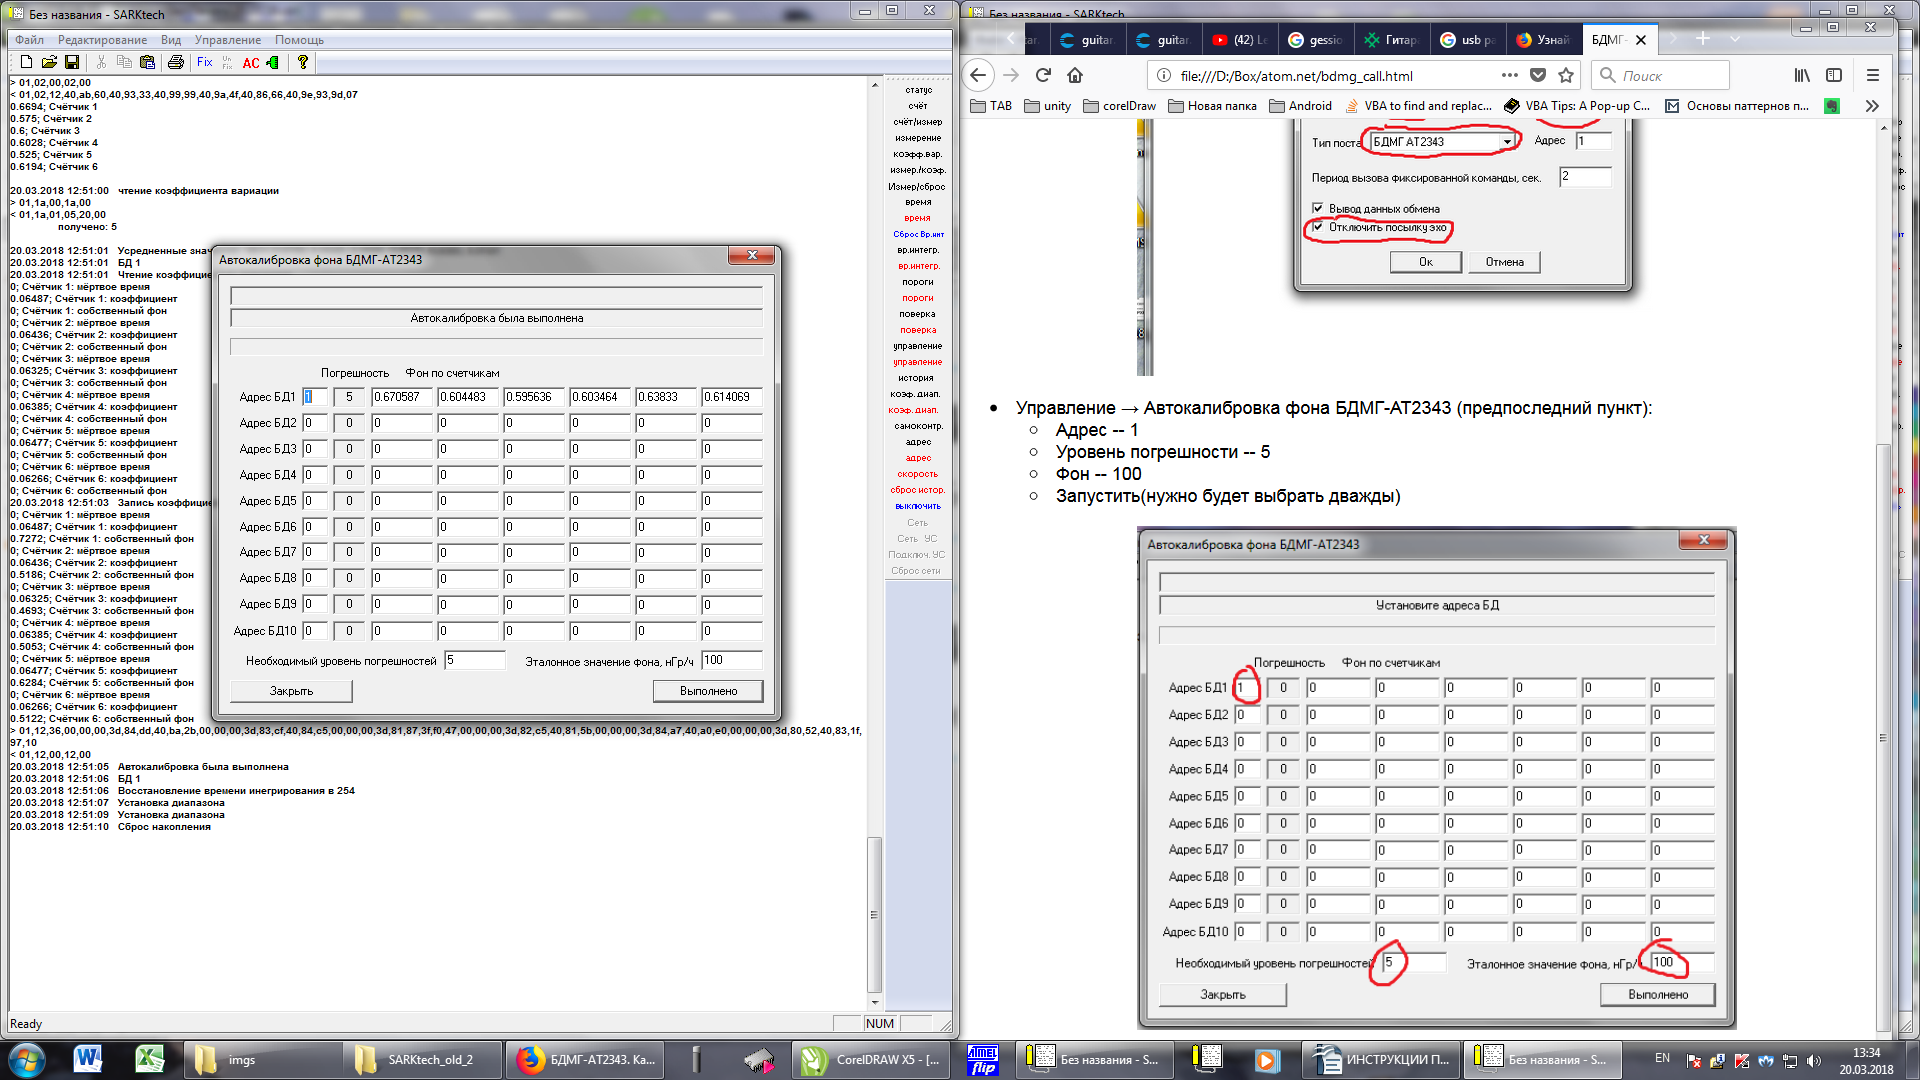 Без названия - SARKtech
Файл Редактирование Вид Управление Помощь
Fix Un Fix AC ?
> 01,02,00,02,00
< 01,02,12,40,ab,60,40,93,33,40,99,99,40,9a,4f,40,86,66,40,9e,93,9d,07
0.6694; Счётчик 1
0.575; Счётчик 2
0.6; Счётчик 3
0.6028; Счётчик 4
0.525; Счётчик 5
0.6194; Счётчик 6
20.03.2018 12:51:00 чтение коэффициента вариации
> 01,1a,00,1a,00
< 01,1a,01,05,20,00
получено: 5
20.03.2018 12:51:01 Усредненные
20.03.2018 12:51:01 БД 1
20.03.2018 12:51:01 Чтение коэффицие
0; Счётчик 1: мёртвое время
0.06487; Счётчик 1: коэффициент
0; Счётчик 1: собственный фон
0; Счётчик 2: мёртвое время
0.06436; Счётчик 2: коэффициент
0; Счётчик 2: собственный фон
0; Счётчик 3: мёртвое время
0.06325; Счётчик 3: коэффициент
0; Счётчик 3: собственный фон
0; Счётчик 4: мёртвое время
0.06385; Счётчик 4: коэффициент
0; Счётчик 4: собственный фон
0; Счётчик 5: мёртвое время
0.06477; Счётчик 5: коэффициент
0; Счётчик 5: собственный фон
0; Счётчик 6: мёртвое время
0.06266; Счётчик 6: коэффициент
0; Счётчик 6: собственный фон
20.03.2018 12:51:03 Запись коэффицие
0; Счётчик 1: мёртвое время
0.06487; Счётчик 1: коэффициент
0.7272; Счётчик 1: собственный фон
0; Счётчик 2: мёртвое время
0.06436; Счётчик 2: коэффициент
0.5186; Счётчик 2: собственный фон
0; Счётчик 3: мёртвое время
0.06325; Счётчик 3: коэффициент
0.4693; Счётчик 3: собственный фон
0; Счётчик 4: мёртвое время
0.06385; Счётчик 4: коэффициент
0.5053; Счётчик 4: собственный фон
0; Счётчик 5: мёртвое время
0.06477; Счётчик 5: коэффициент
0.6284; Счётчик 5: собственный фон
0; Счётчик 6: мёртвое время
0.06266; Счётчик 6: коэффициент
0.5122; Счётчик 6: собственный фон
> 01,12,36,00,00,00,3d,84,dd,40,ba,2b,00,00,00,3d,83,cf,40,84,c5,00,00,00,3d,81,87,3f,f0,47,00,00,00,3d,82,c5,40,81,5b,00,00,00,3d,84,a7,40,a0,e0,00,00,00,3d,80,52,40,83,1f,
97,10
< 01,12,00,12,00
20.03.2018 12:51:05 Автокалибровка была выполнена
20.03.2018 12:51:06 БД 1
20.03.2018 12:51:06 Восстановление времени инегрирования в 254
20.03.2018 12:51:07 Установка диапазона
20.03.2018 12:51:09 Установка диапазона
20.03.2018 12:51:10 Сброс накопления
Ready NUM
статус
счёт
счёт/измер
измерение
коэфф.вар.
измер./коэф.
Измер/сброс
время
время
Сброс Вр.инт
вр.интегр.
вр.интегр.
пороги
пороги
поверка
поверка
управление
управление
история
коэф. диап.
коэф. диап.
самоконтр.
адрес
адрес
скорость
сброс истор.
выключить
Сеть
Сеть УС
Подключ. УС
Сброс сети
Автокалибровка фона БДМГ-АТ2343
Автокалибровка была выполнена
Погрешность Фон по счетчикам
Адрес БД1 1 5 0.670587 0.604483 0.595636 0.603464 0.63833 0.614069
Адрес БД2 0 0 0 0 0 0 0 0
Адрес БД3 0 0 0 0 0 0 0 0
Адрес БД4 0 0 0 0 0 0 0 0
Адрес БД5 0 0 0 0 0 0 0 0
Адрес БД6 0 0 0 0 0 0 0 0
Адрес БД7 0 0 0 0 0 0 0 0
Адрес БД8 0 0 0 0 0 0 0 0
Адрес БД9 0 0 0 0 0 0 0 0
Адрес БД10 0 0 0 0 0 0 0 0
Необходимый уровень погрешностей 5 Эталонное значение фона, нГр/ч 100
Закрыть Выполнено
Без названия - SARKtech
guitar. guitar. (42) Le gessio Гитар usb pa Узнай БДМГ-
file:///D:/Box/atom.net/bdmg_call.html Поиск
TAB unity corelDraw Новая папка Android VBA to find and replac... VBA Tips: A Pop-up C... Основы паттернов п...
Тип поста БДМГ АТ2343 Адрес 1
Период вызова фиксированной команды, сек. 2
Вывод данных обмена
Отключить посылку эхо
Ок Отмена
• Управление → Автокалибровка фона БДМГ-АТ2343 (предпоследний пункт):
○ Адрес -- 1
○ Уровень погрешности -- 5
○ Фон -- 100
○ Запустить(нужно будет выбрать дважды)
Автокалибровка фона БДМГ-АТ2343
Установите адреса БД
Погрешность Фон по счетчикам
Адрес БД1 1 0 0 0 0 0 0 0
Адрес БД2 0 0 0 0 0 0 0 0
Адрес БД3 0 0 0 0 0 0 0 0
Адрес БД4 0 0 0 0 0 0 0 0
Адрес БД5 0 0 0 0 0 0 0 0
Адрес БД6 0 0 0 0 0 0 0 0
Адрес БД7 0 0 0 0 0 0 0 0
Адрес БД8 0 0 0 0 0 0 0 0
Адрес БД9 0 0 0 0 0 0 0 0
Адрес БД10 0 0 0 0 0 0 0 0
Необходимый уровень погрешностей 5 Эталонное значение фона, нГр/ 100
Закрыть Выполнено
imgs SARKtech_old_2 БДМГ-АТ2343. Ка... CorelDRAW X5 - [... AMEL flip Без названия - S... ИНСТРУКЦИИ П... Без названия - S... EN 13:34
20.03.2018